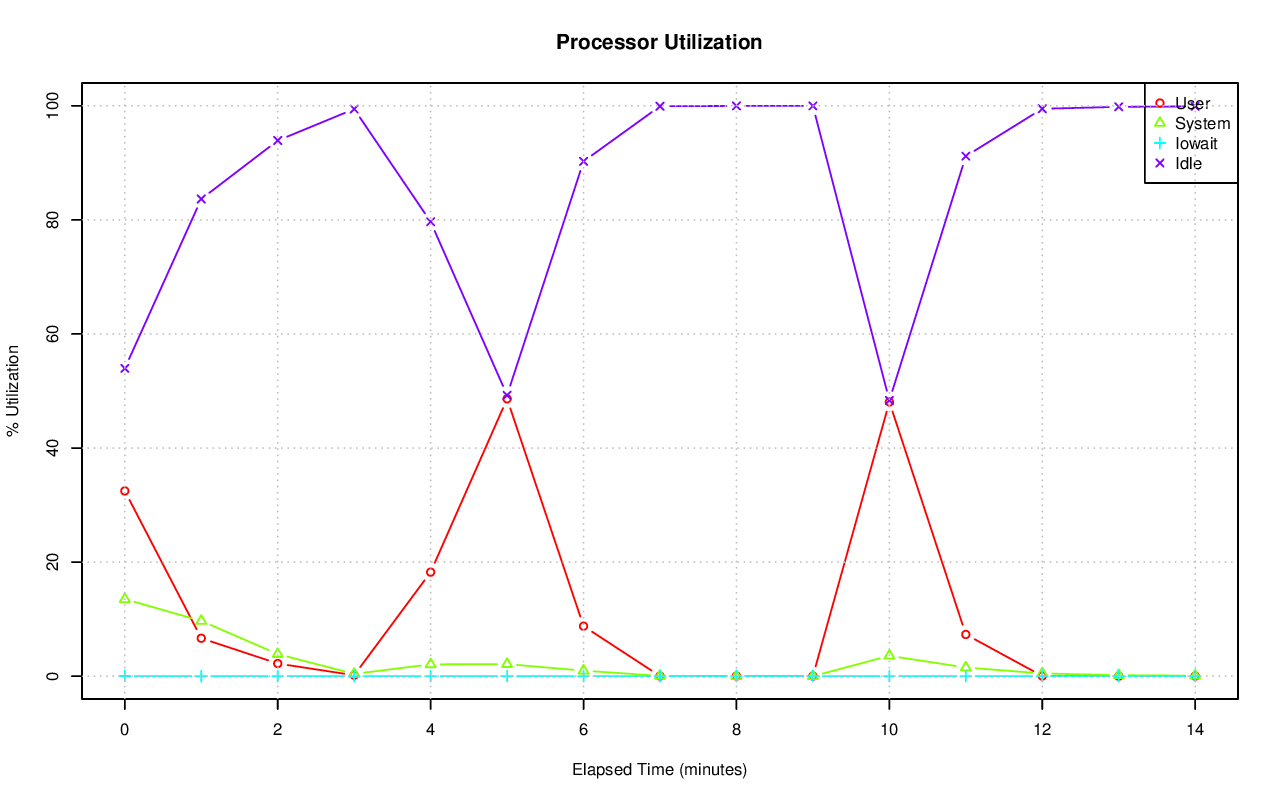 Processor Utilization
User
System
Iowait
Idle
% Utilization
100
80
60
40
20
0
0 2 4 6 8 10 12 14
Elapsed Time (minutes)